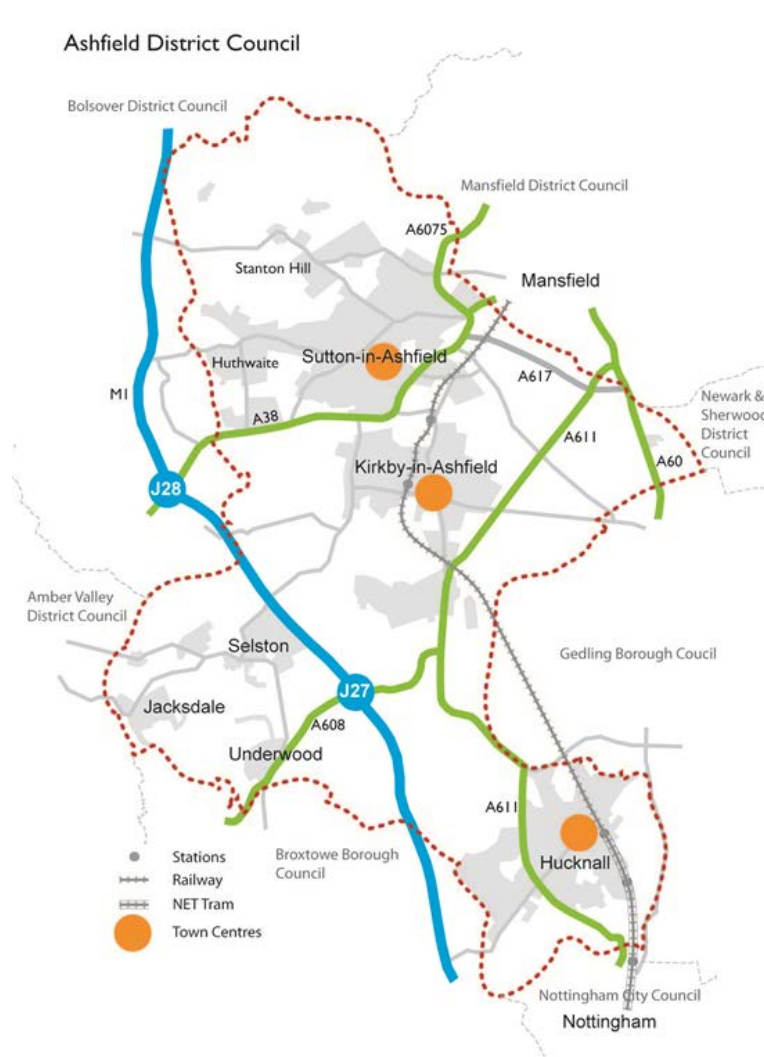 Ashfield District Council
Bolsover District Council
Mansfield District Council
A6075
Stanton Hill
Mansfield
Huthwaite
Sutton-in-Ashfield
A617
M1
Newark &
Sherwood
District
Council
A38
A611
Kirkby-in-Ashfield
A60
J28
Amber Valley
District Council
Selston
Gedling Borough Coucil
J27
Jacksdale
A608
Underwood
A611
Stations
Broxtowe Borough
Council
Hucknall
Railway
NET Tram
Town Centres
Nottingham City Council
Nottingham